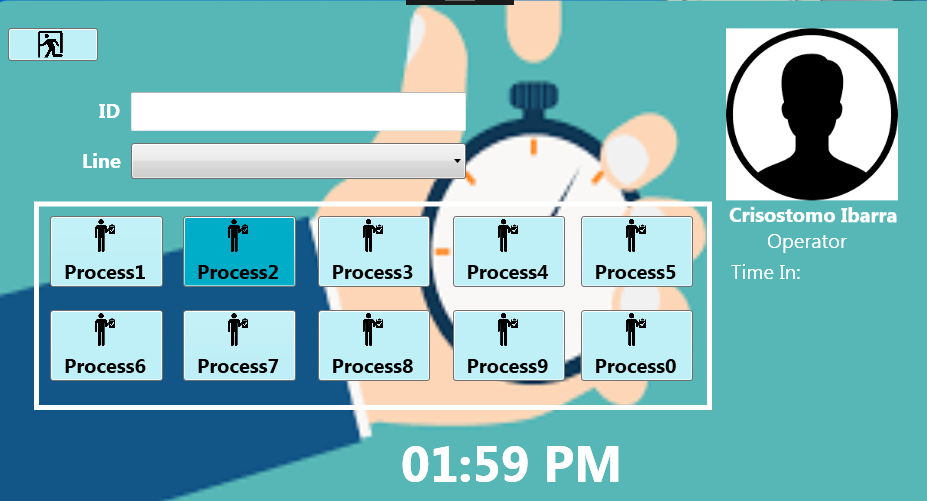 ID
Line
Process1
Process2
Process3
Process4
Process5
Process6
Process7
Process8
Process9
Process0
Crisostomo Ibarra
Operator
Time In:
01:59 PM